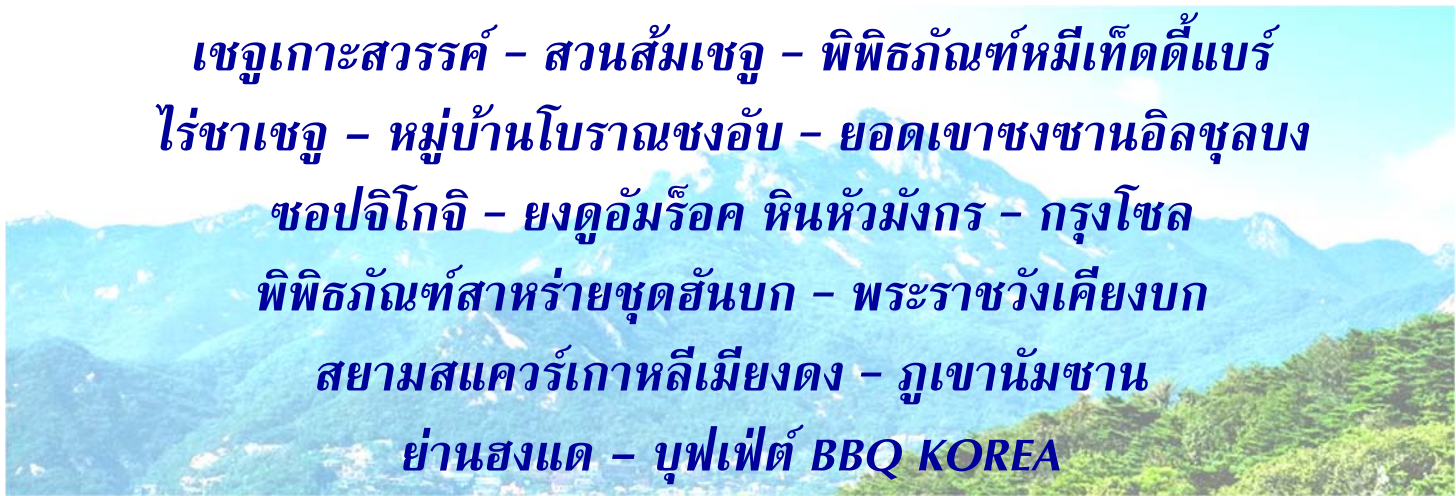 เชจูเกาะสวรรค์ – สวนส้มเชจู – พิพิธภัณฑ์หมีเท็ดดี้แบร์
ไร่ชาเชจู – หมู่บ้านโบราณชงอับ – ยอดเขาซงซานอิลชุลบง
ซอปจิโกจิ – ยงดูอัมร็อค หินหัวมังกร – กรุงโซล
พิพิธภัณฑ์สาหร่ายชุดฮันบก – พระราชวังเคียงบก
สยามสแควร์เกาหลีเมียงดง – ภูเขานัมซาน
ย่านฮงแด – บุฟเฟ่ต์ BBQ KOREA